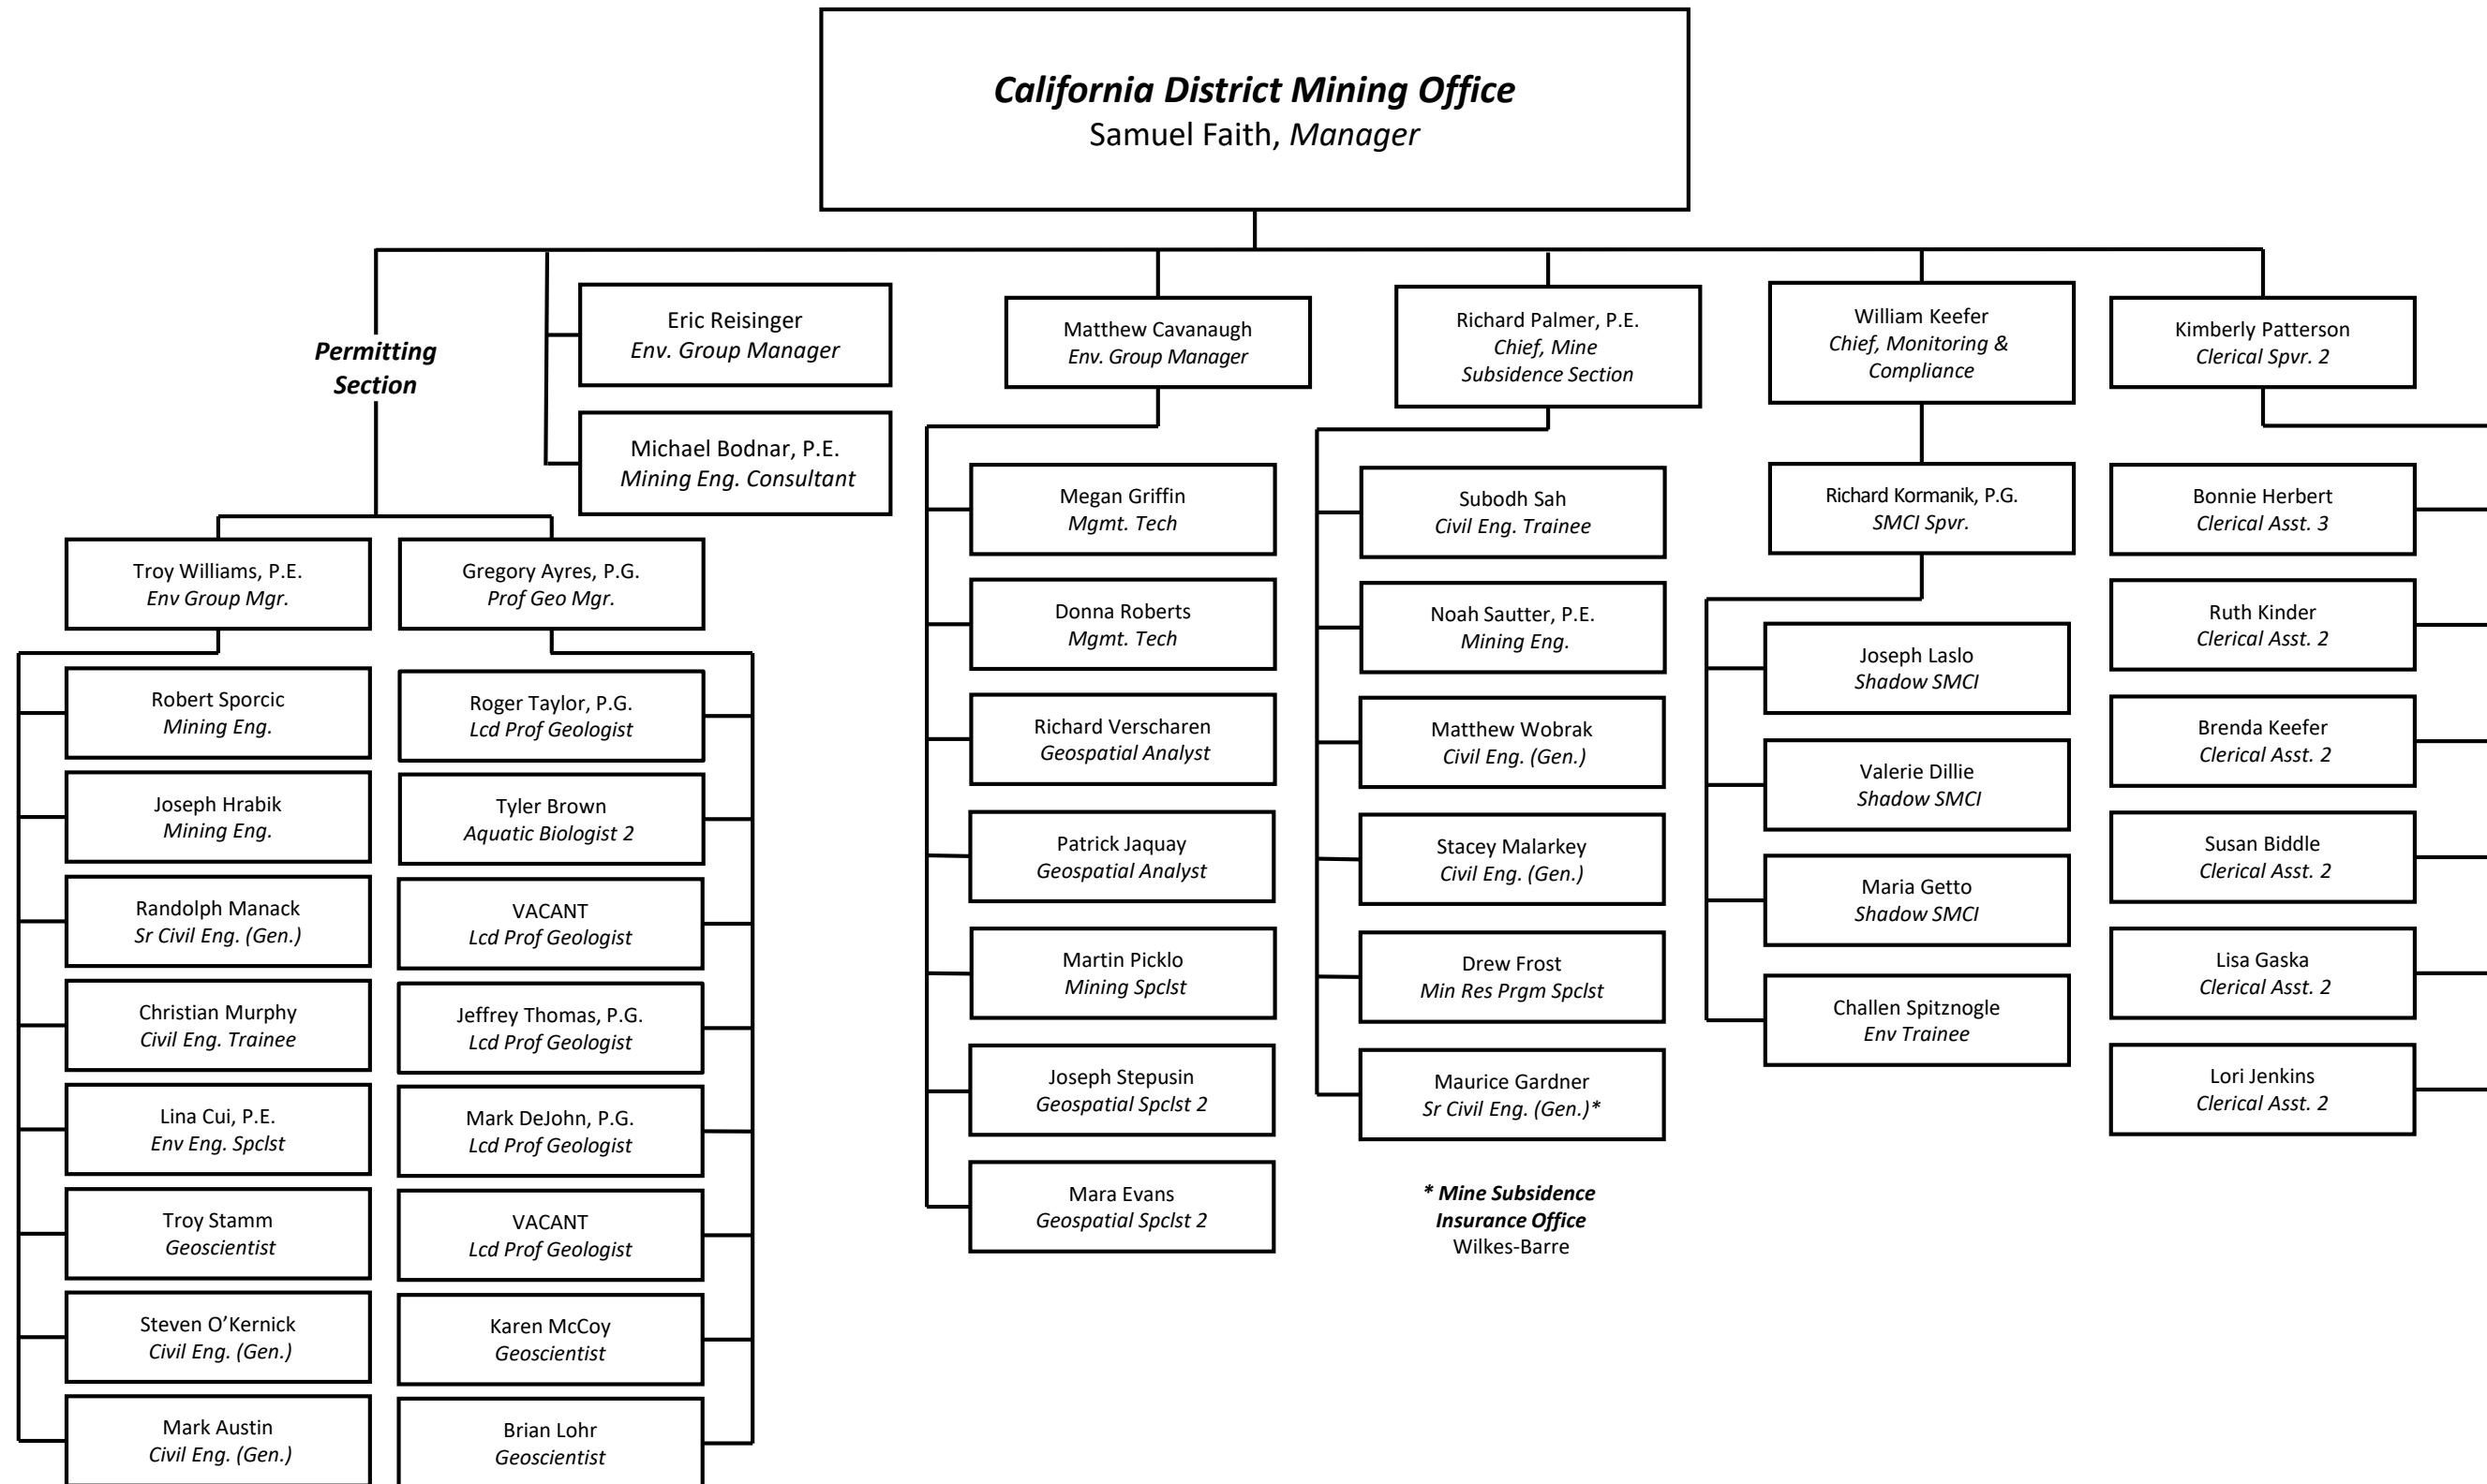 California District Mining Office
Samuel Faith, Manager
Permitting
Section
Eric Reisinger
Env. Group Manager
Michael Bodnar, P.E.
Mining Eng. Consultant
Troy Williams, P.E.
Env Group Mgr.
Robert Sporcic
Mining Eng.
Joseph Hrabik
Mining Eng.
Randolph Manack
Sr Civil Eng. (Gen.)
Christian Murphy
Civil Eng. Trainee
Lina Cui, P.E.
Env Eng. Spclst
Troy Stamm
Geoscientist
Steven O’Kernick
Civil Eng. (Gen.)
Mark Austin
Civil Eng. (Gen.)
Gregory Ayres, P.G.
Prof Geo Mgr.
Roger Taylor, P.G.
Lcd Prof Geologist
Tyler Brown
Aquatic Biologist 2
VACANT
Lcd Prof Geologist
Jeffrey Thomas, P.G.
Lcd Prof Geologist
Mark DeJohn, P.G.
Lcd Prof Geologist
VACANT
Lcd Prof Geologist
Karen McCoy
Geoscientist
Brian Lohr
Geoscientist
Matthew Cavanaugh
Env. Group Manager
Megan Griffin
Mgmt. Tech
Donna Roberts
Mgmt. Tech
Richard Verscharen
Geospatial Analyst
Patrick Jaquay
Geospatial Analyst
Martin Picklo
Mining Spclst
Joseph Stepusin
Geospatial Spclst 2
Mara Evans
Geospatial Spclst 2
Richard Palmer, P.E.
Chief, Mine
Subsidence Section
Subodh Sah
Civil Eng. Trainee
Noah Sautter, P.E.
Mining Eng.
Matthew Wobrak
Civil Eng. (Gen.)
Stacey Malarkey
Civil Eng. (Gen.)
Drew Frost
Min Res Prgm Spclst
Maurice Gardner
Sr Civil Eng. (Gen.)*
* Mine Subsidence
Insurance Office
Wilkes-Barre
William Keefer
Chief, Monitoring &
Compliance
Richard Kormanik, P.G.
SMCI Spvr.
Joseph Laslo
Shadow SMCI
Valerie Dillie
Shadow SMCI
Maria Getto
Shadow SMCI
Challen Spitznogle
Env Trainee
Kimberly Patterson
Clerical Spvr. 2
Bonnie Herbert
Clerical Asst. 3
Ruth Kinder
Clerical Asst. 2
Brenda Keefer
Clerical Asst. 2
Susan Biddle
Clerical Asst. 2
Lisa Gaska
Clerical Asst. 2
Lori Jenkins
Clerical Asst. 2